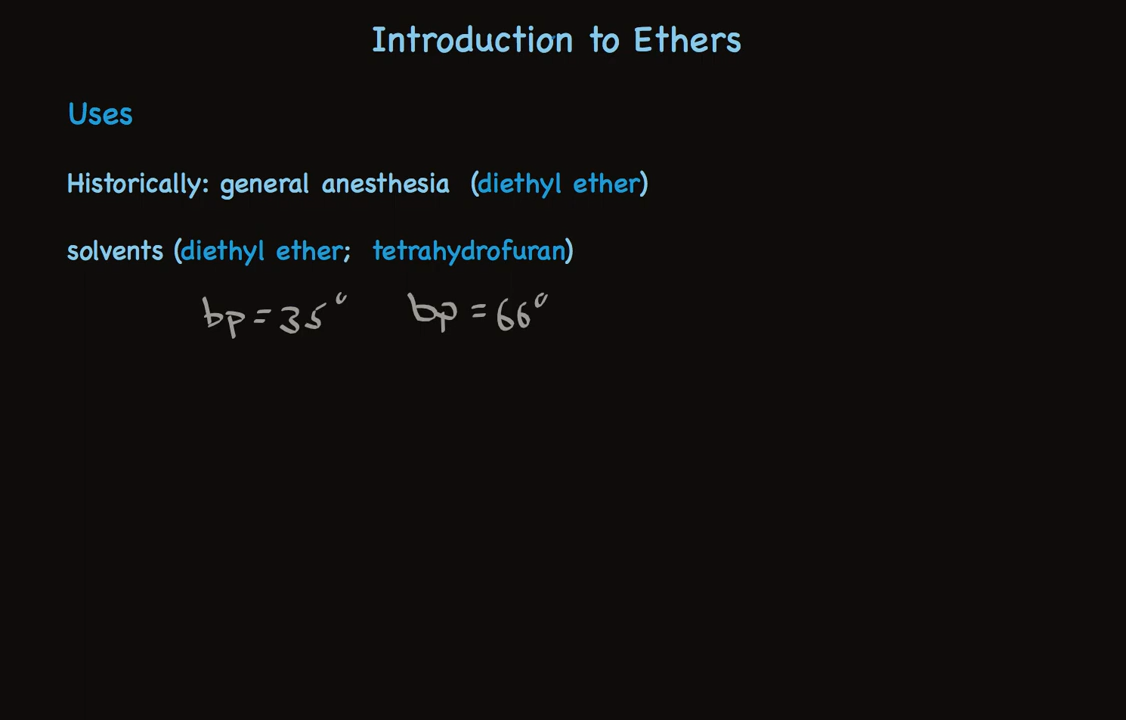 Introduction to Ethers
Uses
Historically: general anesthesia (diethyl ether)
solvents (diethyl ether; tetrahydrofuran)
bp = 35° bp = 66°